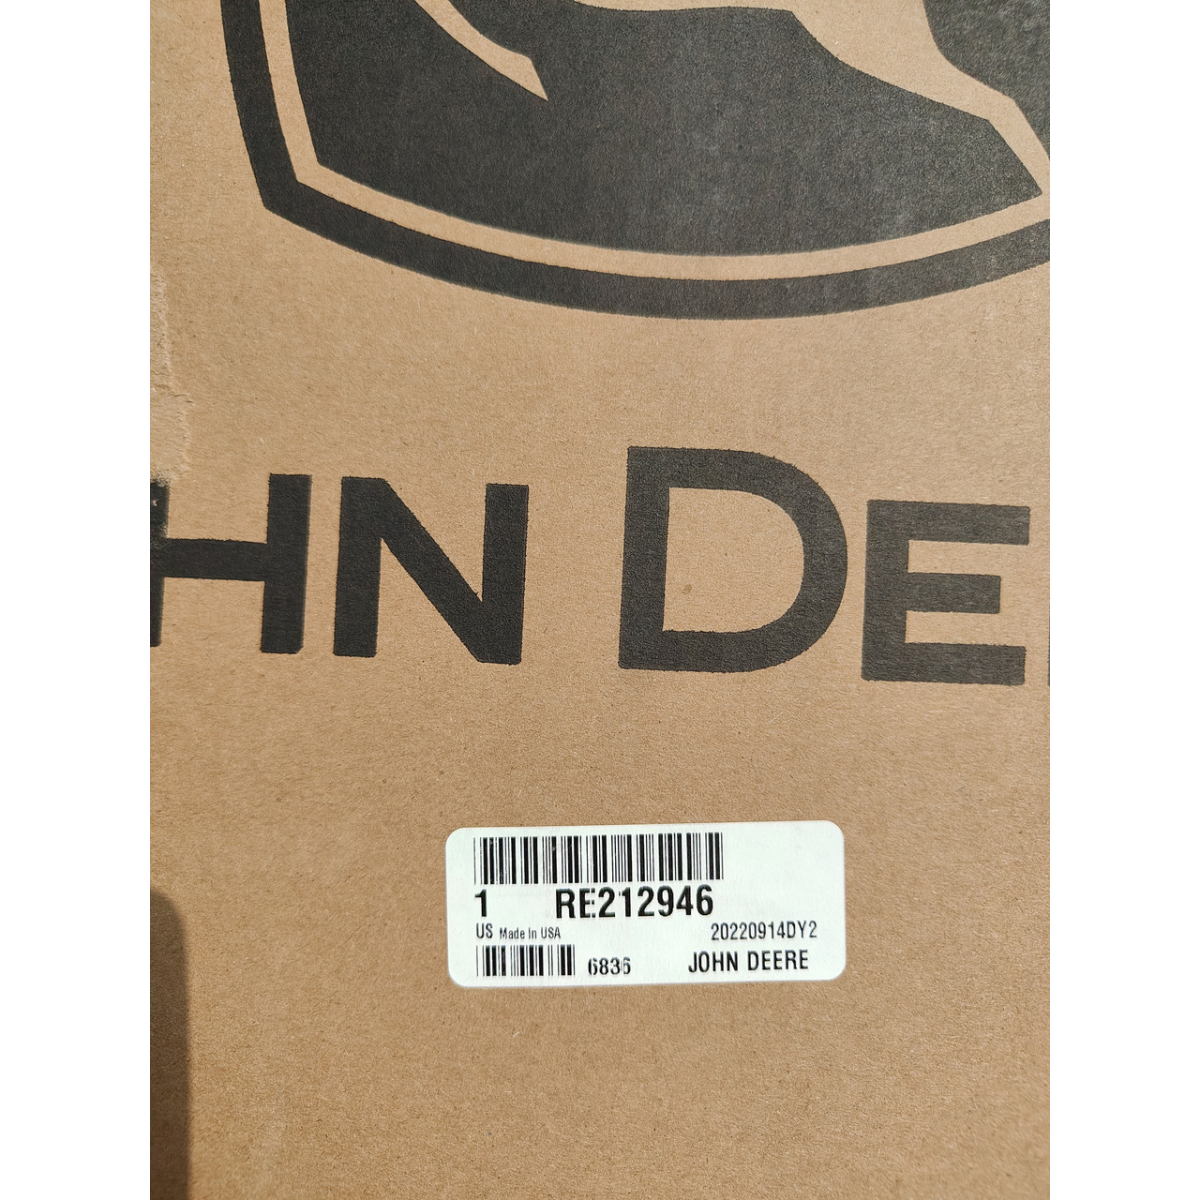 HN DE
1 RE212946
US Made In USA 20220914DY2
6836 JOHN DEERE